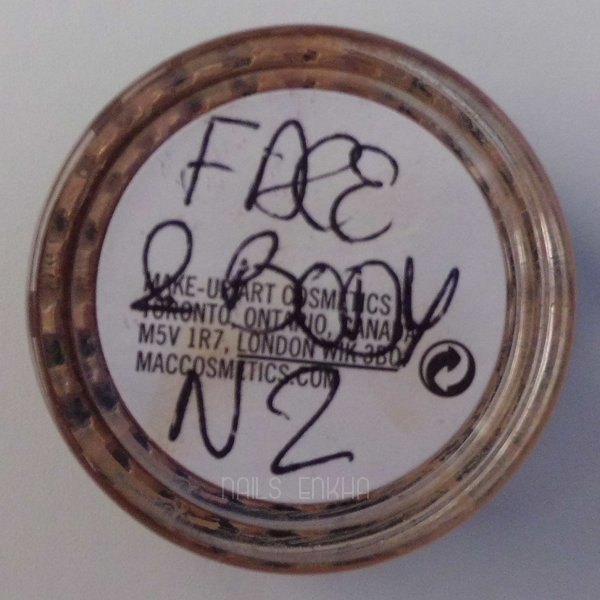 FACE
& BODY
MAKE-UP ART COSMETICS
TORONTO, ONTARIO, CANADA
M5V 1R7, LONDON W1K 3BQ
MACCOSMETICS.COM
N2
NAILS ENKHA